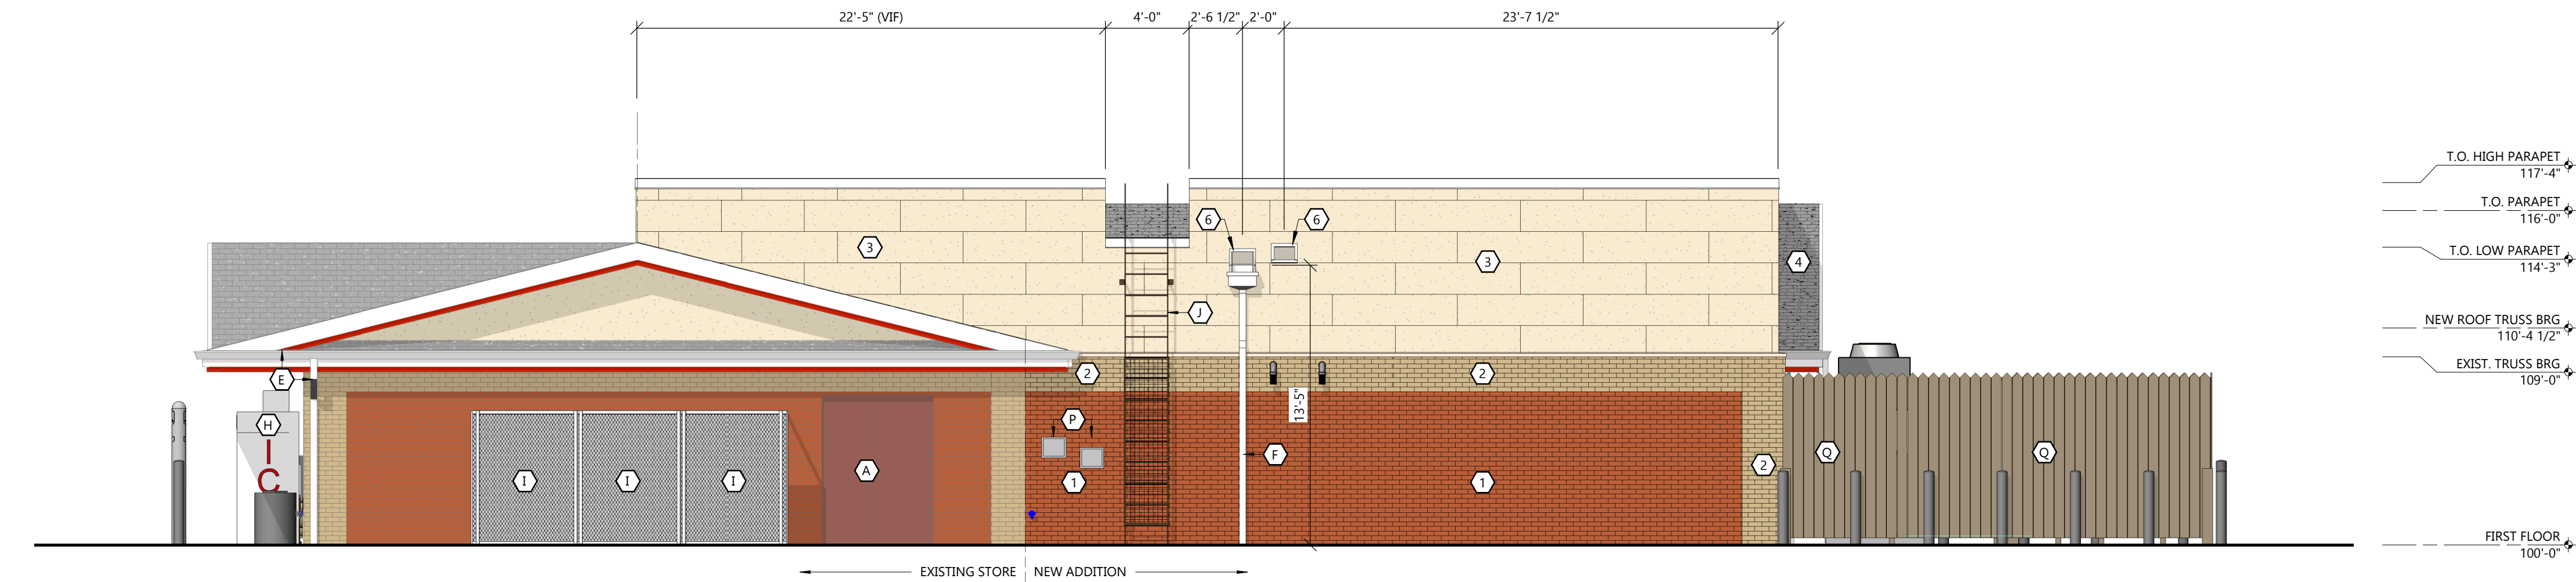 22'-5" (VIF) 4'-0" 2'-6 1/2" 2'-0" 23'-7 1/2"
T.O. HIGH PARAPET
117'-4"
T.O. PARAPET
116'-0"
6 6
3 3 4
T.O. LOW PARAPET
114'-3"
J
NEW ROOF TRUSS BRG
110'-4 1/2"
EXIST. TRUSS BRG
109'-0"
E 2 2
13'-5"
H P
IC
F Q Q
A 2
I I I 1 1
FIRST FLOOR
100'-0"
EXISTING STORE NEW ADDITION